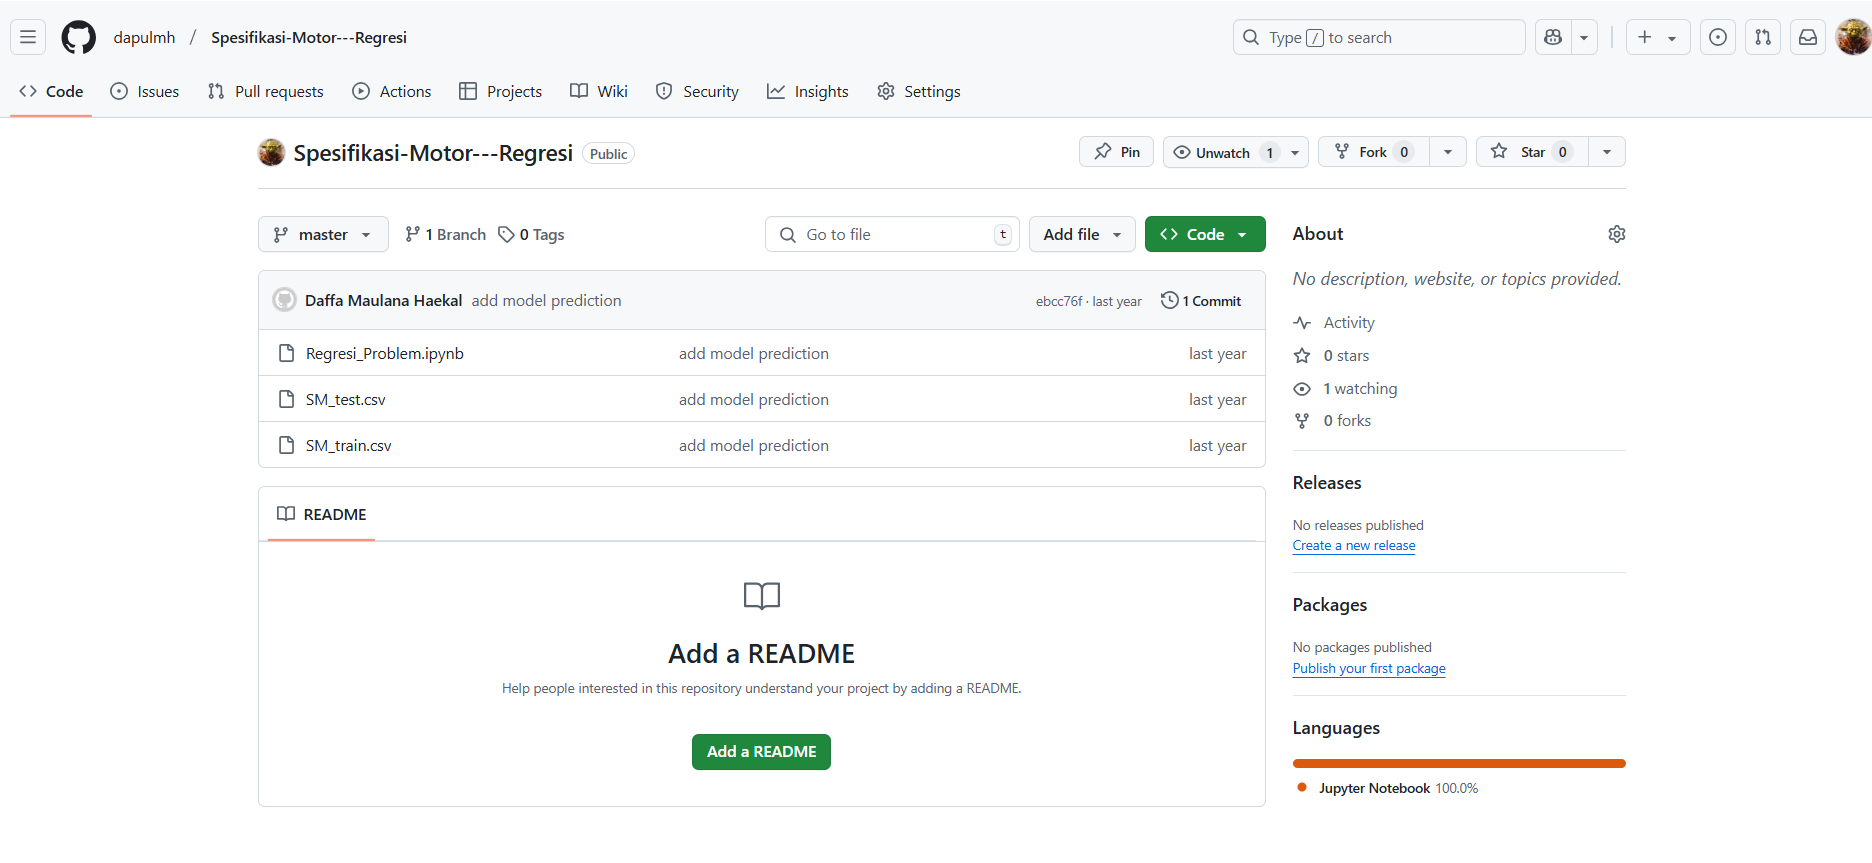 dapulmh / Spesifikasi-Motor---Regresi
Type / to search
Code Issues Pull requests Actions Projects Wiki Security Insights Settings
Spesifikasi-Motor---Regresi Public
Pin Unwatch 1 Fork 0 Star 0
master 1 Branch 0 Tags Go to file t Add file Code
Daffa Maulana Haekal add model prediction ebcc76f · last year 1 Commit
Regresi_Problem.ipynb add model prediction last year
SM_test.csv add model prediction last year
SM_train.csv add model prediction last year
README
Add a README
Help people interested in this repository understand your project by adding a README.
Add a README
About
No description, website, or topics provided.
Activity
0 stars
1 watching
0 forks
Releases
No releases published
Create a new release
Packages
No packages published
Publish your first package
Languages
Jupyter Notebook 100.0%